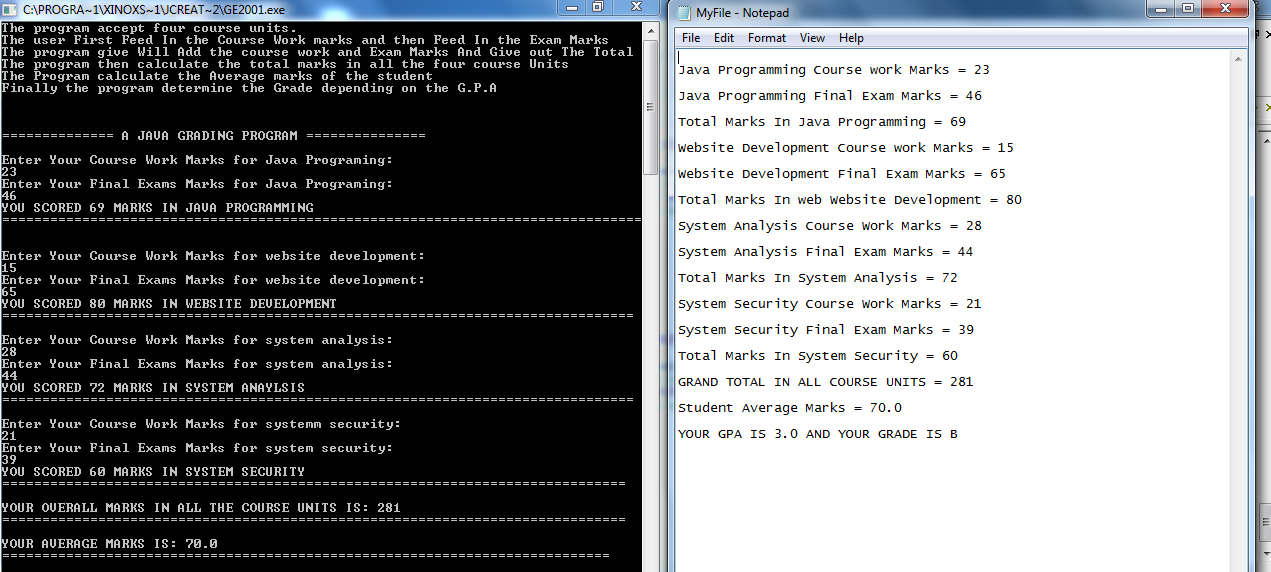 C:\PROGRA~1\XINOXS~1\JCREAT~2\GE2001.exe
The program accept four course units.
The user First Feed In the Course Work marks and then Feed In the Exam Marks
The program give Will Add the course work and Exam Marks And Give out The Total
The program then calculate the total marks in all the four course Units
The Program calculate the Average marks of the student
Finally the program determine the Grade depending on the G.P.A
============== A JAVA GRADING PROGRAM ===============
Enter Your Course Work Marks for Java Programing:
23
Enter Your Final Exams Marks for Java Programing:
46
YOU SCORED 69 MARKS IN JAVA PROGRAMMING
================================================================================
Enter Your Course Work Marks for website development:
15
Enter Your Final Exams Marks for website development:
65
YOU SCORED 80 MARKS IN WEBSITE DEVELOPMENT
===============================================================================
Enter Your Course Work Marks for system analysis:
28
Enter Your Final Exams Marks for system analysis:
44
YOU SCORED 72 MARKS IN SYSTEM ANAYLSIS
===============================================================================
Enter Your Course Work Marks for systemm security:
21
Enter Your Final Exams Marks for system security:
39
YOU SCORED 60 MARKS IN SYSTEM SECURITY
==============================================================================
YOUR OVERALL MARKS IN ALL THE COURSE UNITS IS: 281
==============================================================================
YOUR AVERAGE MARKS IS: 70.0
============================================================================
MyFile - Notepad
File Edit Format View Help
Java Programming Course work Marks = 23
Java Programming Final Exam Marks = 46
Total Marks In Java Programming = 69
Website Development Course work Marks = 15
Website Development Final Exam Marks = 65
Total Marks In web Website Development = 80
System Analysis Course Work Marks = 28
System Analysis Final Exam Marks = 44
Total Marks In System Analysis = 72
System Security Course Work Marks = 21
System Security Final Exam Marks = 39
Total Marks In System Security = 60
GRAND TOTAL IN ALL COURSE UNITS = 281
Student Average Marks = 70.0
YOUR GPA IS 3.0 AND YOUR GRADE IS B